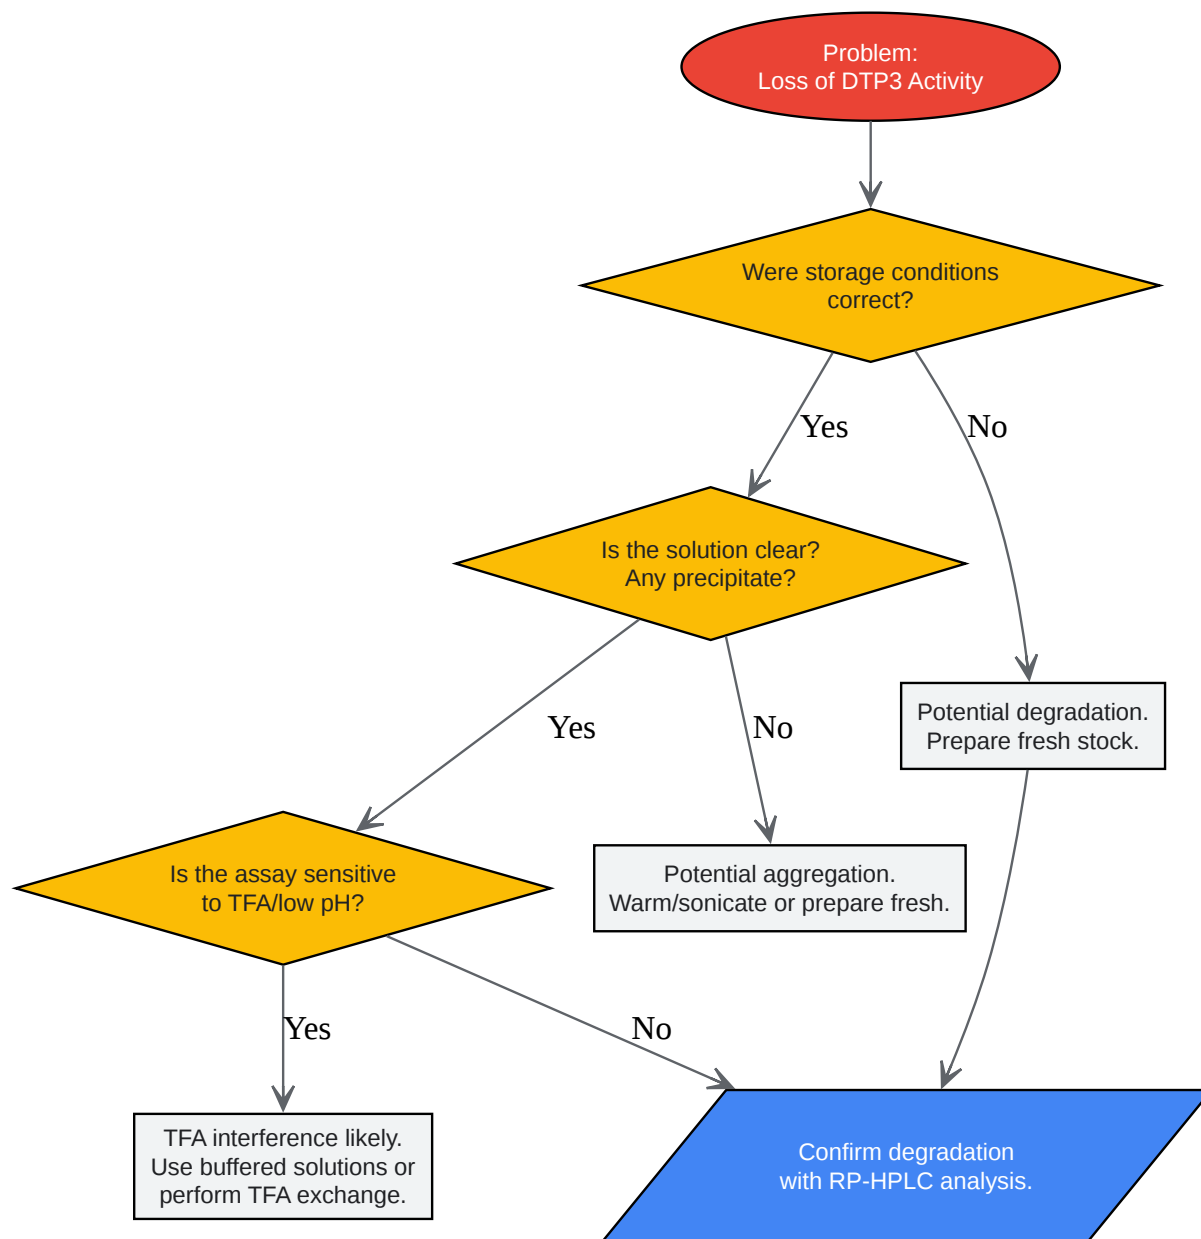 Problem:
Loss of DTP3 Activity
Were storage conditions
correct?
Yes
No
Is the solution clear?
Any precipitate?
Yes
No
Potential degradation.
Prepare fresh stock.
Is the assay sensitive
to TFA/low pH?
Potential aggregation.
Warm/sonicate or prepare fresh.
Yes
No
TFA interference likely.
Use buffered solutions or
perform TFA exchange.
Confirm degradation
with RP-HPLC analysis.